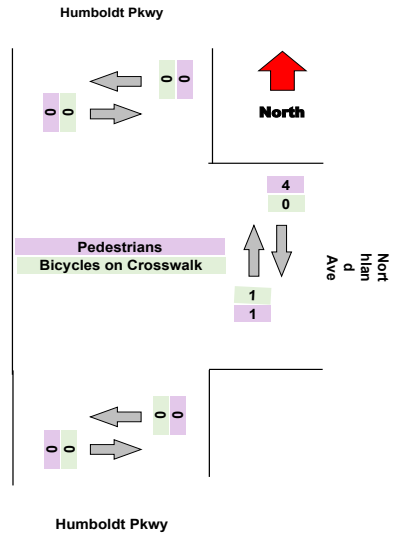 Humboldt Pkwy
0 0
0 0
North
4
0
Pedestrians
Bicycles on Crosswalk
Nort
hlan
d
Ave
1
1
0 0
0 0
Humboldt Pkwy